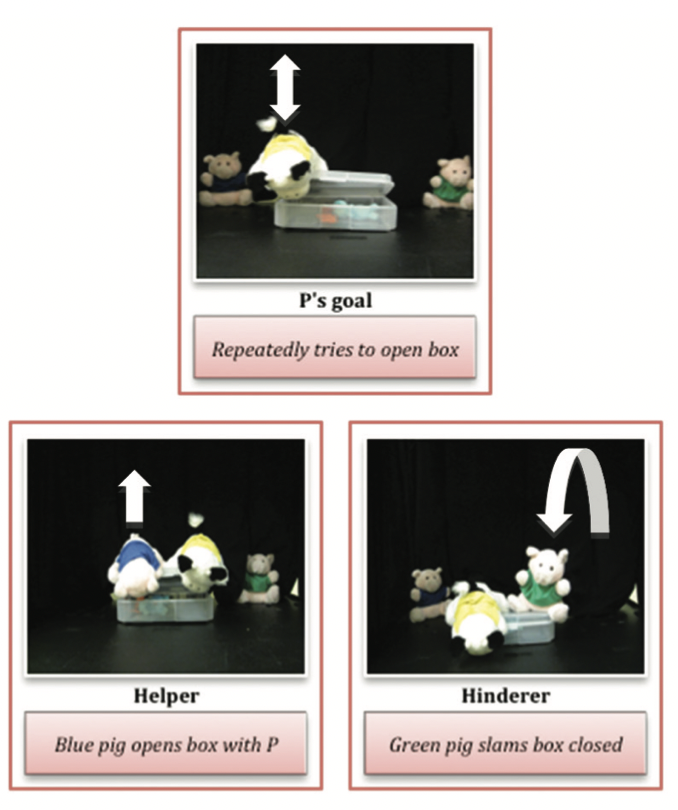 P's goal
Repeatedly tries to open box
Helper
Blue pig opens box with P
Hinderer
Green pig slams box closed